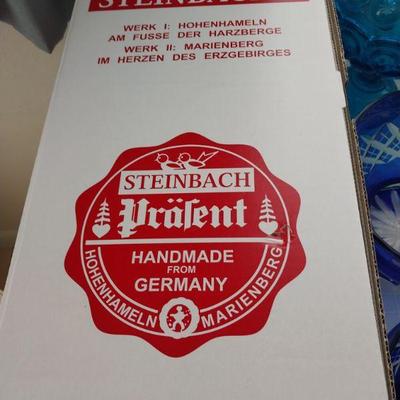 STEINBACH
WERK I: HOHENHAMELN
AM FUSSE DER HARZBERGE
WERK II: MARIENBERG
IM HERZEN DES ERZGEBIRGES
STEINBACH
Präsent
HANDMADE
FROM
GERMANY
HOHENHAMELN MARIENBERG